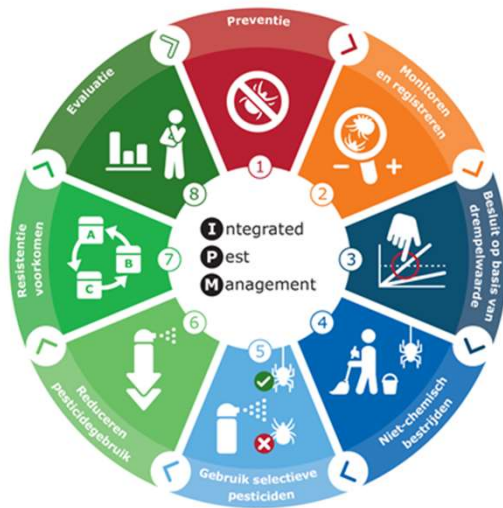 Preventie
1
Monitoren
en registreren
2
Besluit op basis van
drempelwaarde
3
Niet-chemisch
bestrijden
4
Gebruik selectieve
pesticiden
5
Reduceren
pesticidegebruik
6
Resistentie
voorkomen
7
A
B
C
Evaluatie
8
Integrated
Pest
Management